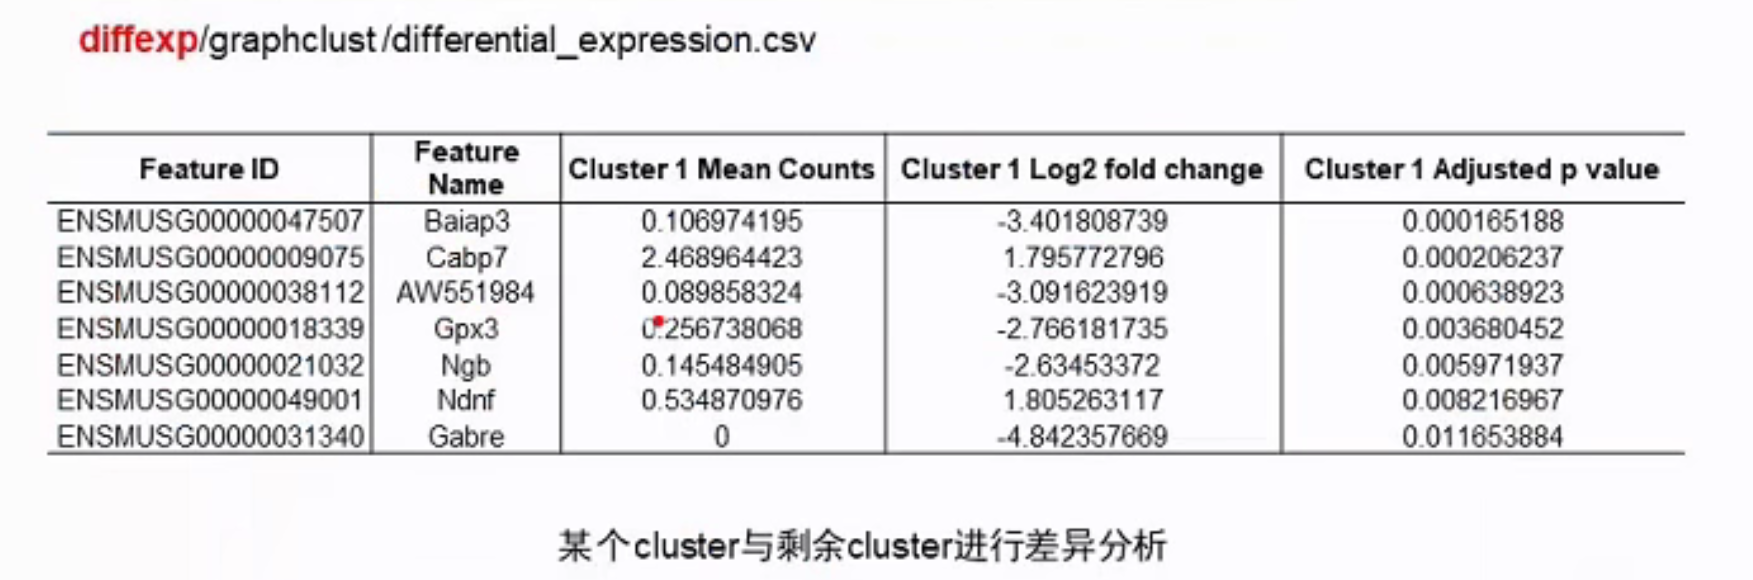 diffexp/graphclust/differential_expression.csv
Feature ID Feature Name Cluster 1 Mean Counts Cluster 1 Log2 fold change Cluster 1 Adjusted p value
ENSMUSG00000047507 Baiap3 0.106974195 -3.401808739 0.000165188
ENSMUSG00000009075 Cabp7 2.468964423 1.795772796 0.000206237
ENSMUSG00000038112 AW551984 0.089858324 -3.091623919 0.000638923
ENSMUSG00000018339 Gpx3 0.256738068 -2.766181735 0.003680452
ENSMUSG00000021032 Ngb 0.145484905 -2.63453372 0.005971937
ENSMUSG00000049001 Ndnf 0.534870976 1.805263117 0.008216967
ENSMUSG00000031340 Gabre 0 -4.842357669 0.011653884
某个cluster与剩余cluster进行差异分析